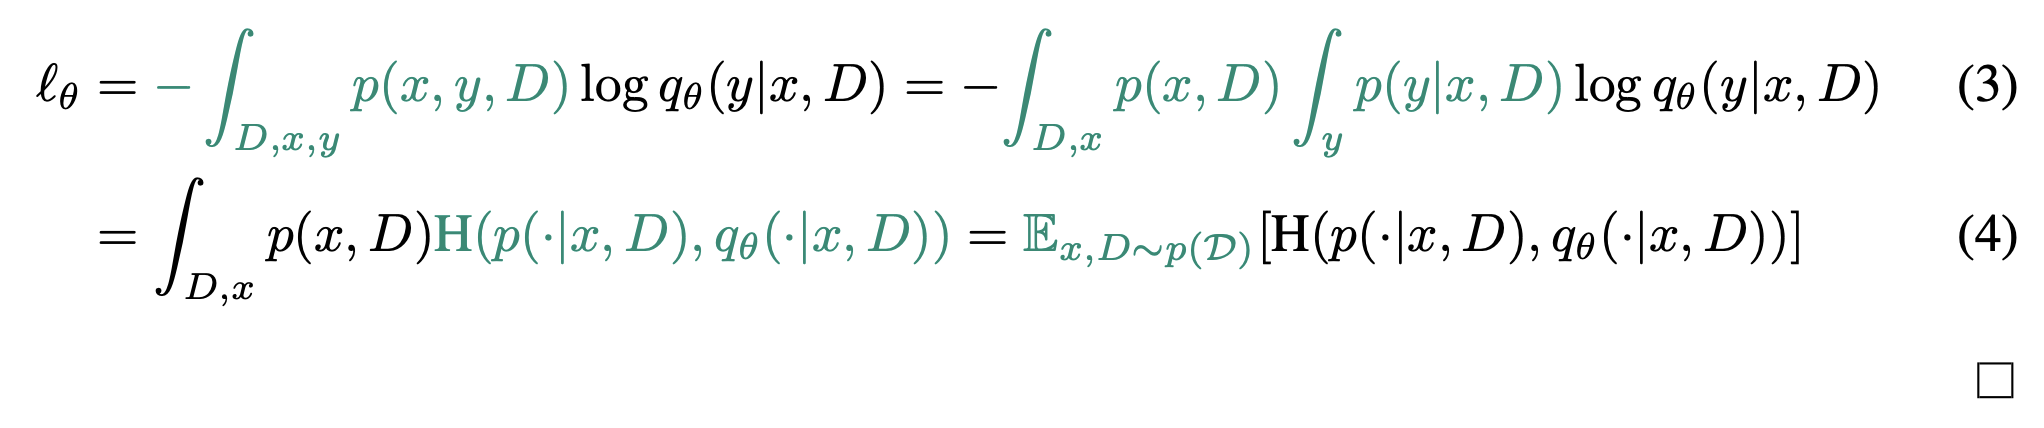 ℓ_θ = −∫_{D,x,y} p(x, y, D) log q_θ(y|x, D) = −∫_{D,x} p(x, D) ∫_y p(y|x, D) log q_θ(y|x, D) (3)
= ∫_{D,x} p(x, D)H(p(·|x, D), q_θ(·|x, D)) = 𝔼_{x,D∼p(𝒟)}[H(p(·|x, D), q_θ(·|x, D))] (4)
□